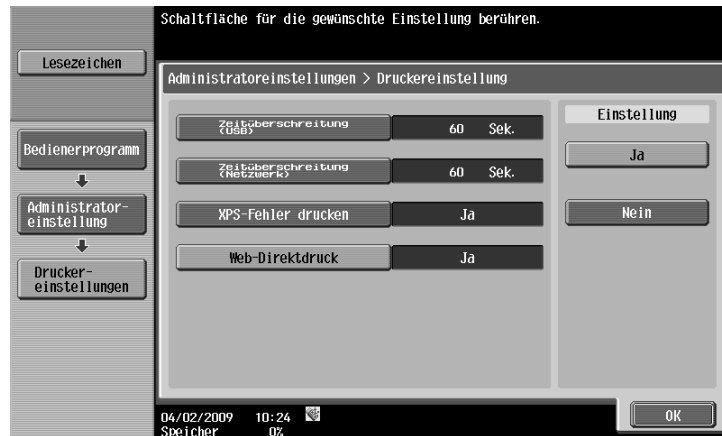 Schaltfläche für die gewünschte Einstellung berühren.
Lesezeichen
Administratoreinstellungen > Druckereinstellung
Bedienerprogramm
Administrator-
einstellung
Drucker-
einstellungen
Zeitüberschreitung
(USB)
60 Sek.
Zeitüberschreitung
(Netzwerk)
60 Sek.
XPS-Fehler drucken
Ja
Web-Direktdruck
Ja
Einstellung
Ja
Nein
04/02/2009 10:24
Speicher 0%
OK